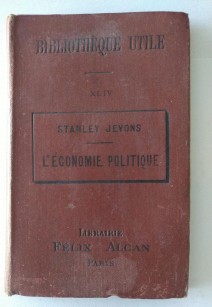 BIBLIOTHÈQUE UTILE
XLIV
STANLEY JEVONS
L'ÉCONOMIE POLITIQUE
LIBRAIRIE
FÉLIX ALCAN
PARIS